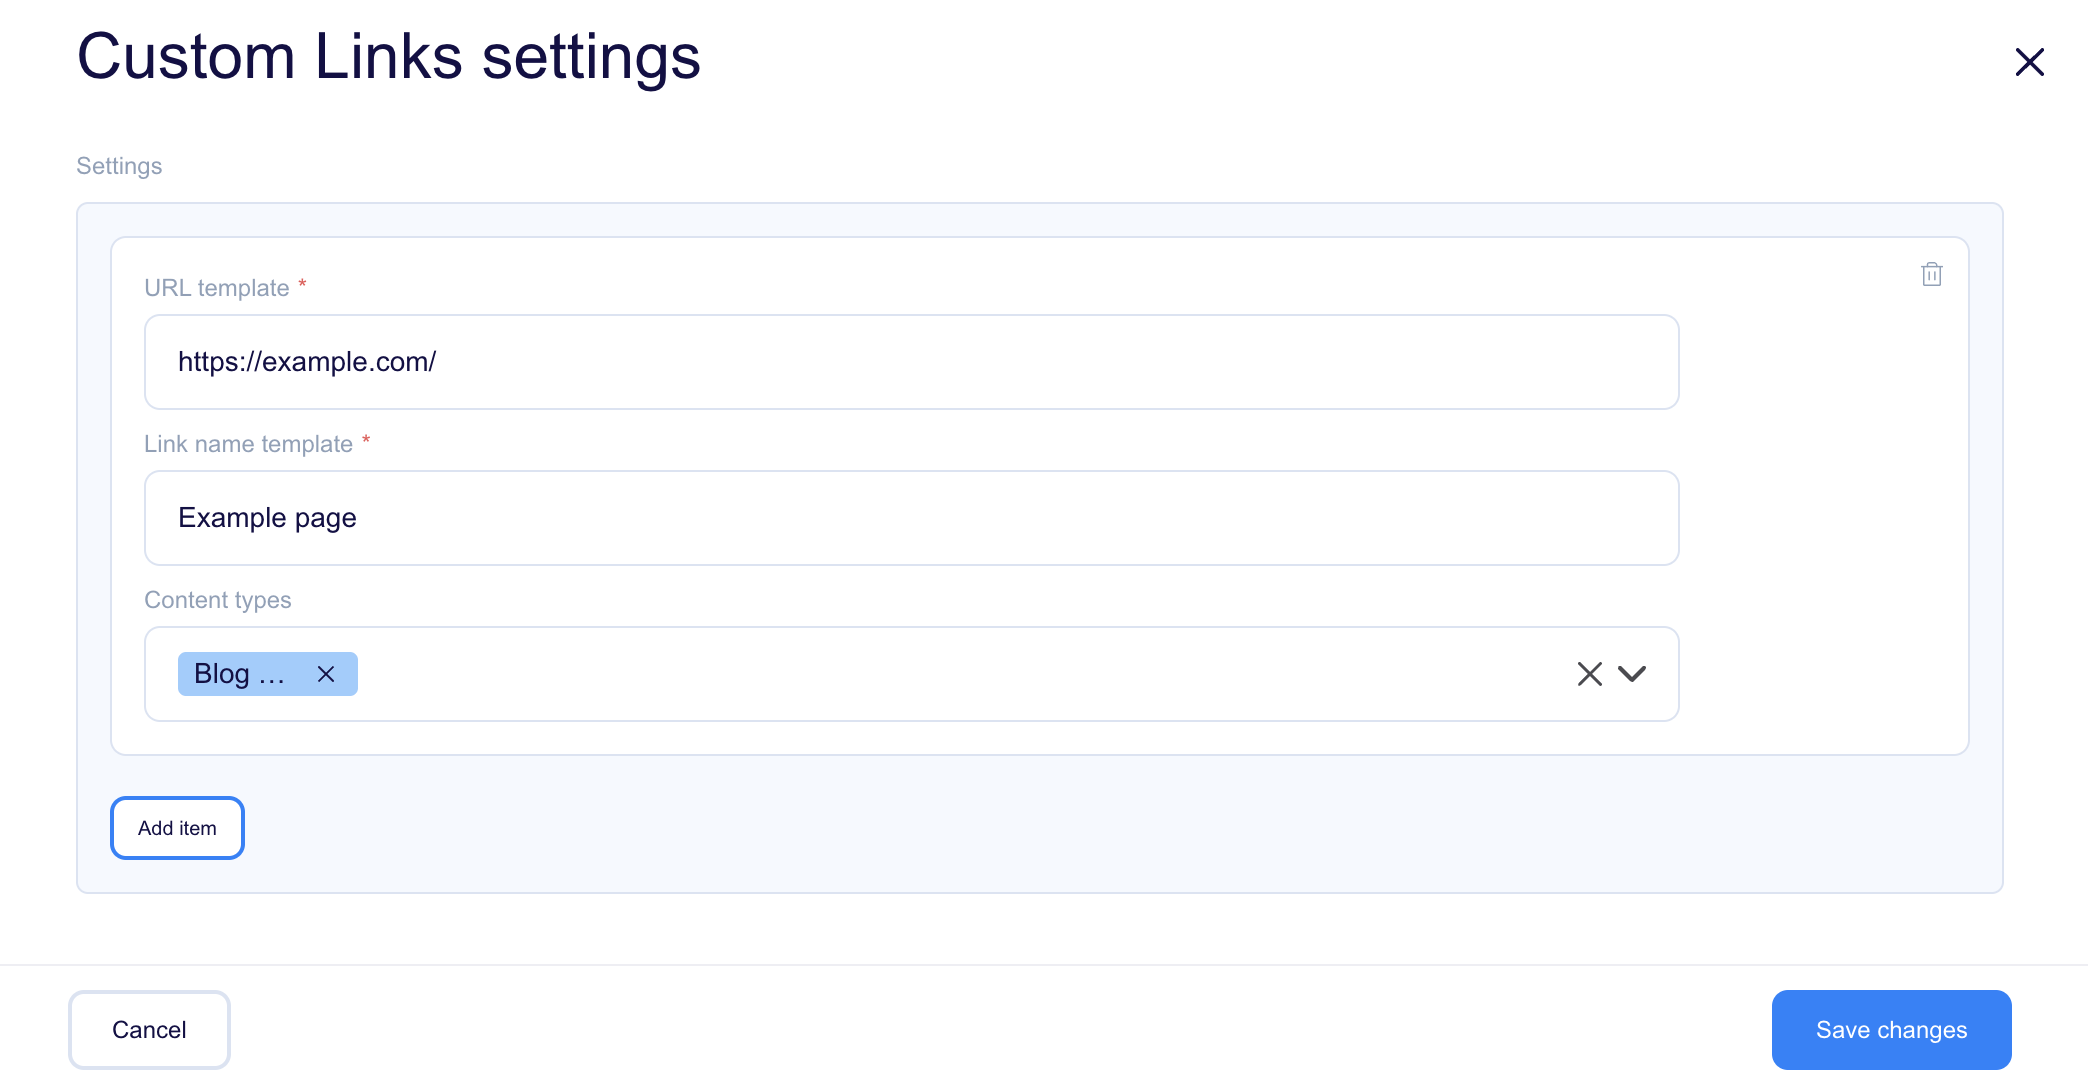 Custom Links settings
Settings
URL template *
https://example.com/
Link name template *
Example page
Content types
Blog ...
Add item
Cancel
Save changes